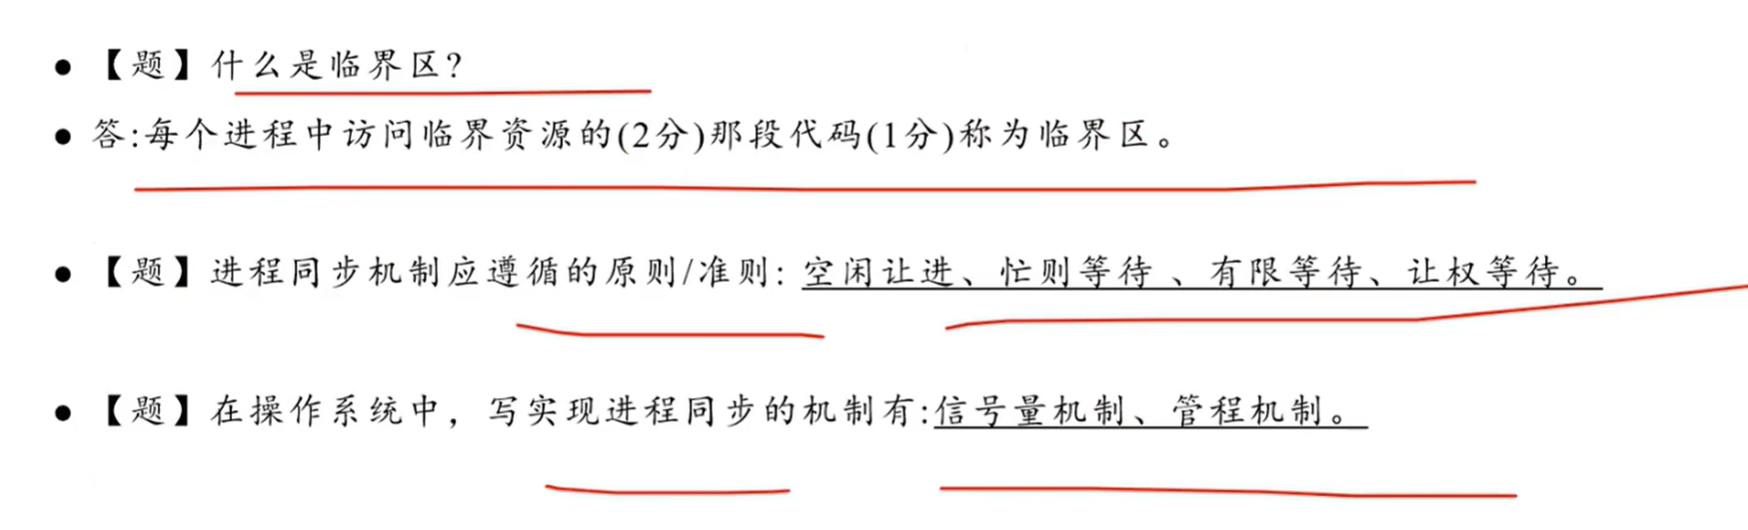 ● 【题】什么是临界区?
● 答:每个进程中访问临界资源的(2分)那段代码(1分)称为临界区。
● 【题】进程同步机制应遵循的原则/准则: 空闲让进、忙则等待 、有限等待、让权等待。
● 【题】在操作系统中，写实现进程同步的机制有:信号量机制、管程机制。